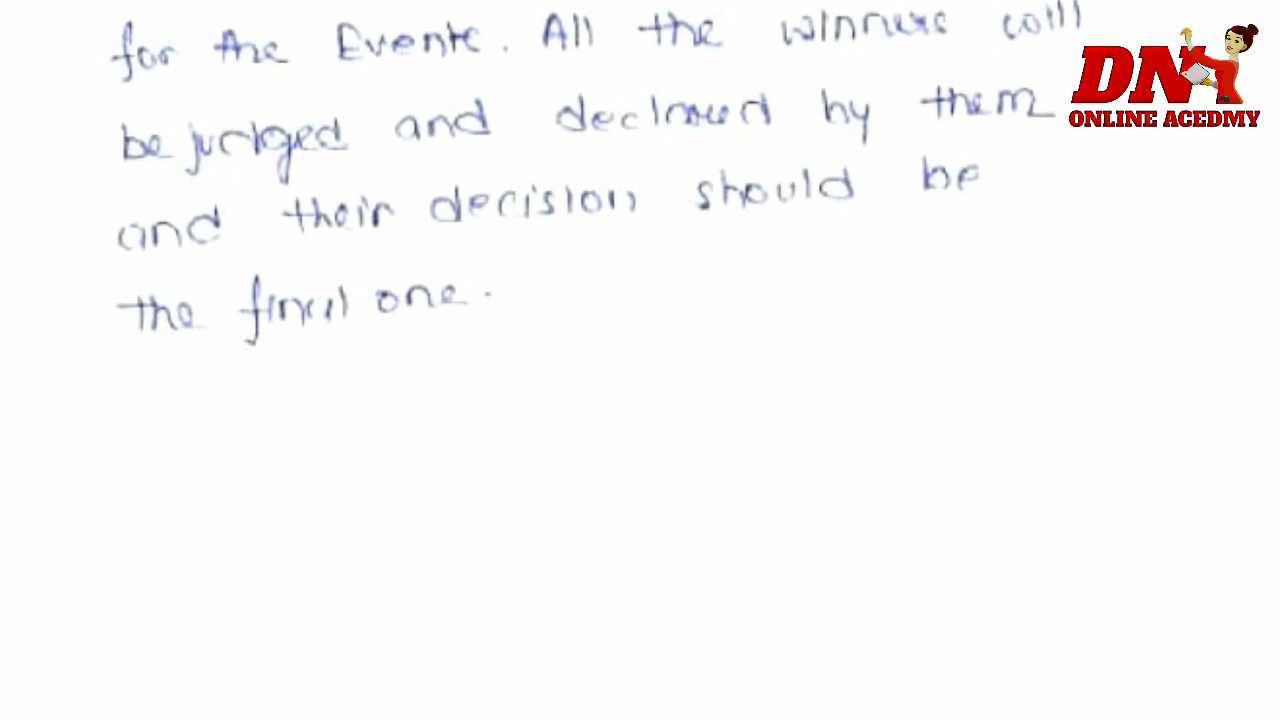 for the Events. All the winners will
be judged and declared by them
and their decision should be
the final one.
DN
ONLINE ACEDMY